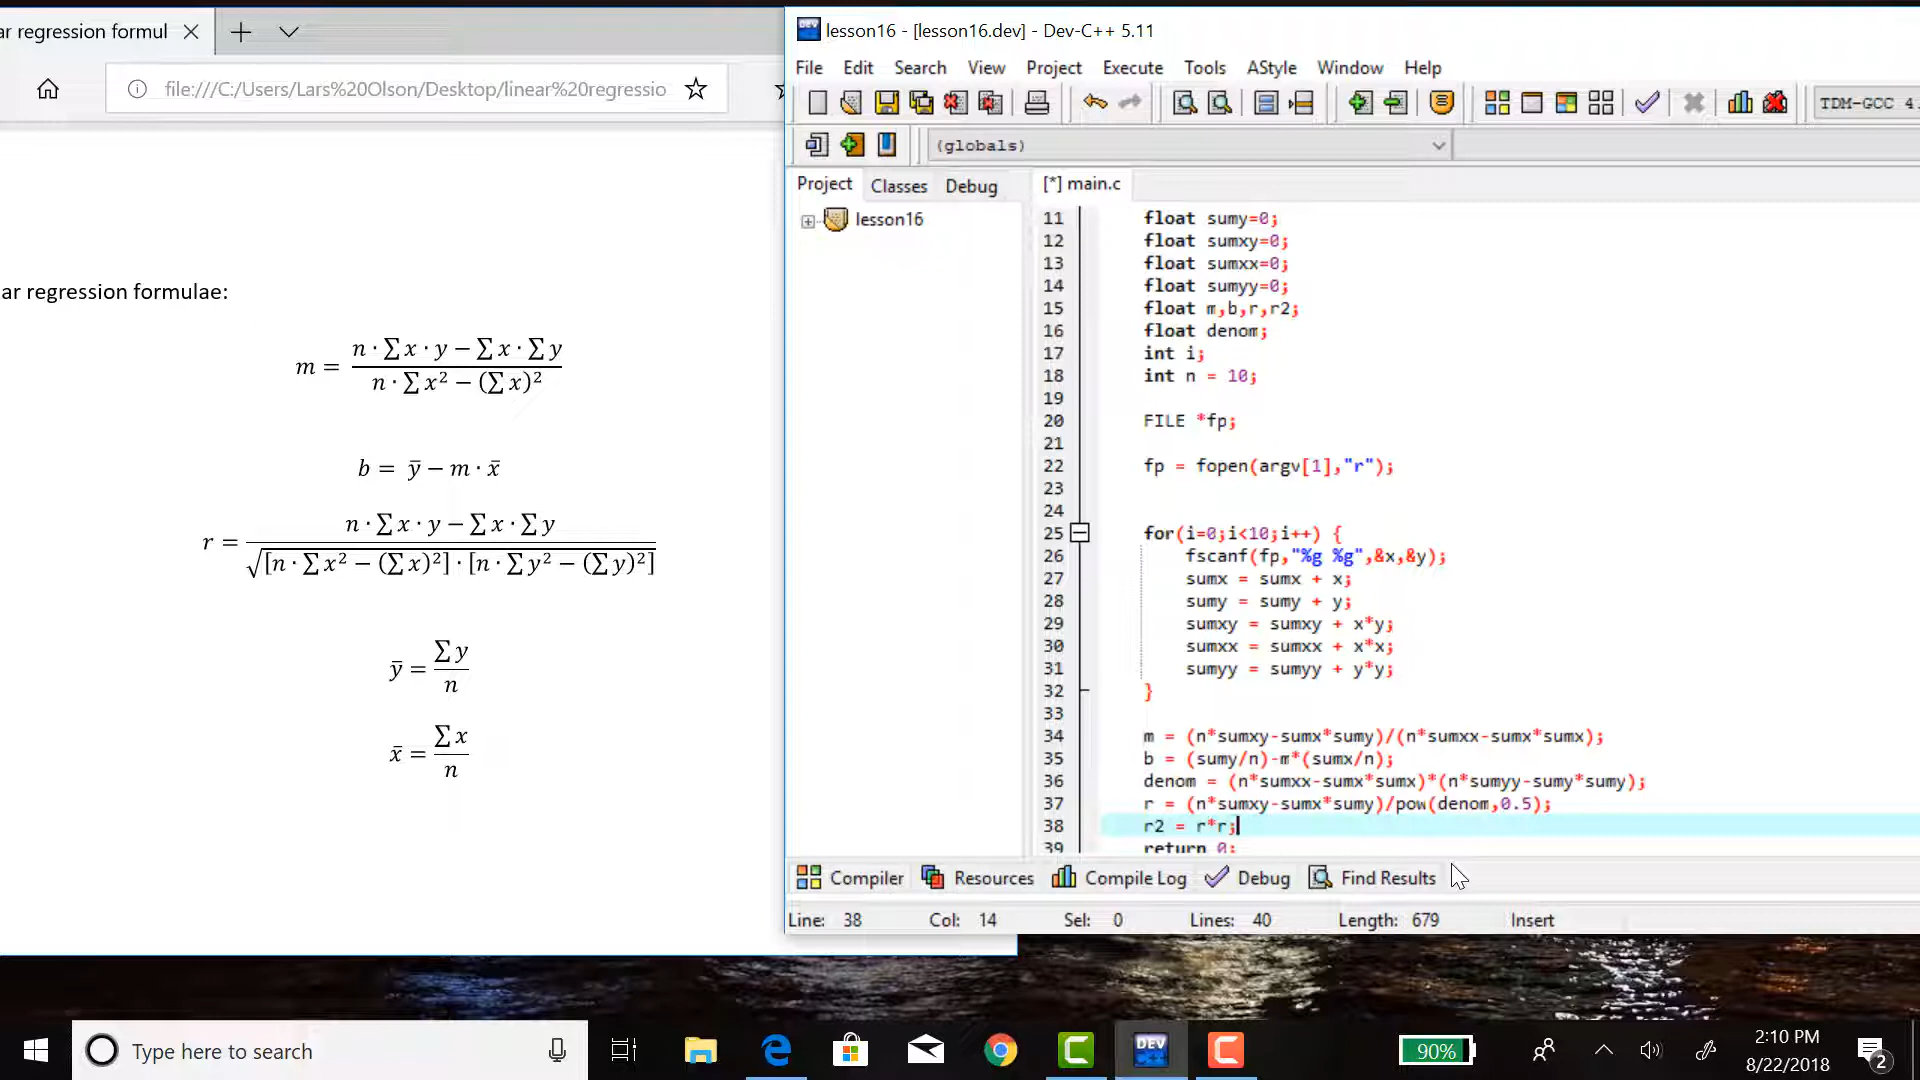 ar regression formul
file:///C:/Users/Lars%20Olson/Desktop/linear%20regressio
ar regression formulae:
m = n · ∑ x · y − ∑ x · ∑ y / n · ∑ x² − (∑ x)²
b = ȳ − m · x̄
r = n · ∑ x · y − ∑ x · ∑ y / √[n · ∑ x² − (∑ x)²] · [n · ∑ y² − (∑ y)²]
ȳ = ∑ y / n
x̄ = ∑ x / n
lesson16 - [lesson16.dev] - Dev-C++ 5.11
File Edit Search View Project Execute Tools AStyle Window Help
TDM-GCC 4.
(globals)
Project Classes Debug
lesson16
[*] main.c
11 float sumy=0;
12 float sumxy=0;
13 float sumxx=0;
14 float sumyy=0;
15 float m,b,r,r2;
16 float denom;
17 int i;
18 int n = 10;
19
20 FILE *fp;
21
22 fp = fopen(argv[1],"r");
23
24
25 for(i=0;i<10;i++) {
26 fscanf(fp,"%g %g",&x,&y);
27 sumx = sumx + x;
28 sumy = sumy + y;
29 sumxy = sumxy + x*y;
30 sumxx = sumxx + x*x;
31 sumyy = sumyy + y*y;
32 }
33
34 m = (n*sumxy-sumx*sumy)/(n*sumxx-sumx*sumx);
35 b = (sumy/n)-m*(sumx/n);
36 denom = (n*sumxx-sumx*sumx)*(n*sumyy-sumy*sumy);
37 r = (n*sumxy-sumx*sumy)/pow(denom,0.5);
38 r2 = r*r;
39 return 0;
Compiler Resources Compile Log Debug Find Results
Line: 38 Col: 14 Sel: 0 Lines: 40 Length: 679 Insert
Type here to search
DEV
90%
2:10 PM
8/22/2018
2